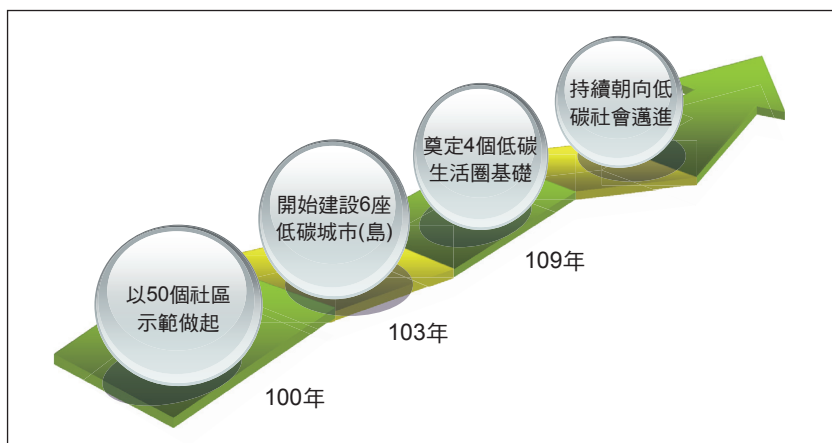 以50個社區
示範做起
100年
開始建設6座
低碳城市(島)
103年
奠定4個低碳
生活圈基礎
109年
持續朝向低
碳社會邁進